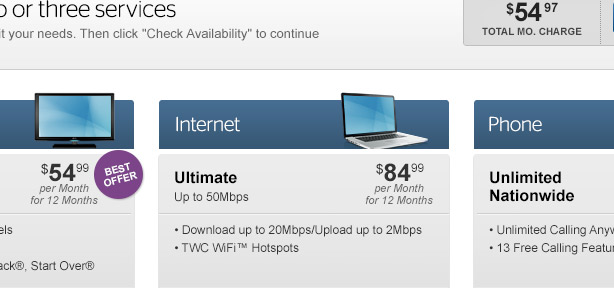 o or three services
it your needs. Then click "Check Availability" to continue
$54.97
TOTAL MO. CHARGE
$54.99
per Month
for 12 Months
BEST
OFFER
els
ack®, Start Over®
Internet
Ultimate
Up to 50Mbps
$84.99
per Month
for 12 Months
• Download up to 20Mbps/Upload up to 2Mbps
• TWC WiFi™ Hotspots
Phone
Unlimited
Nationwide
• Unlimited Calling Anyw
• 13 Free Calling Featur